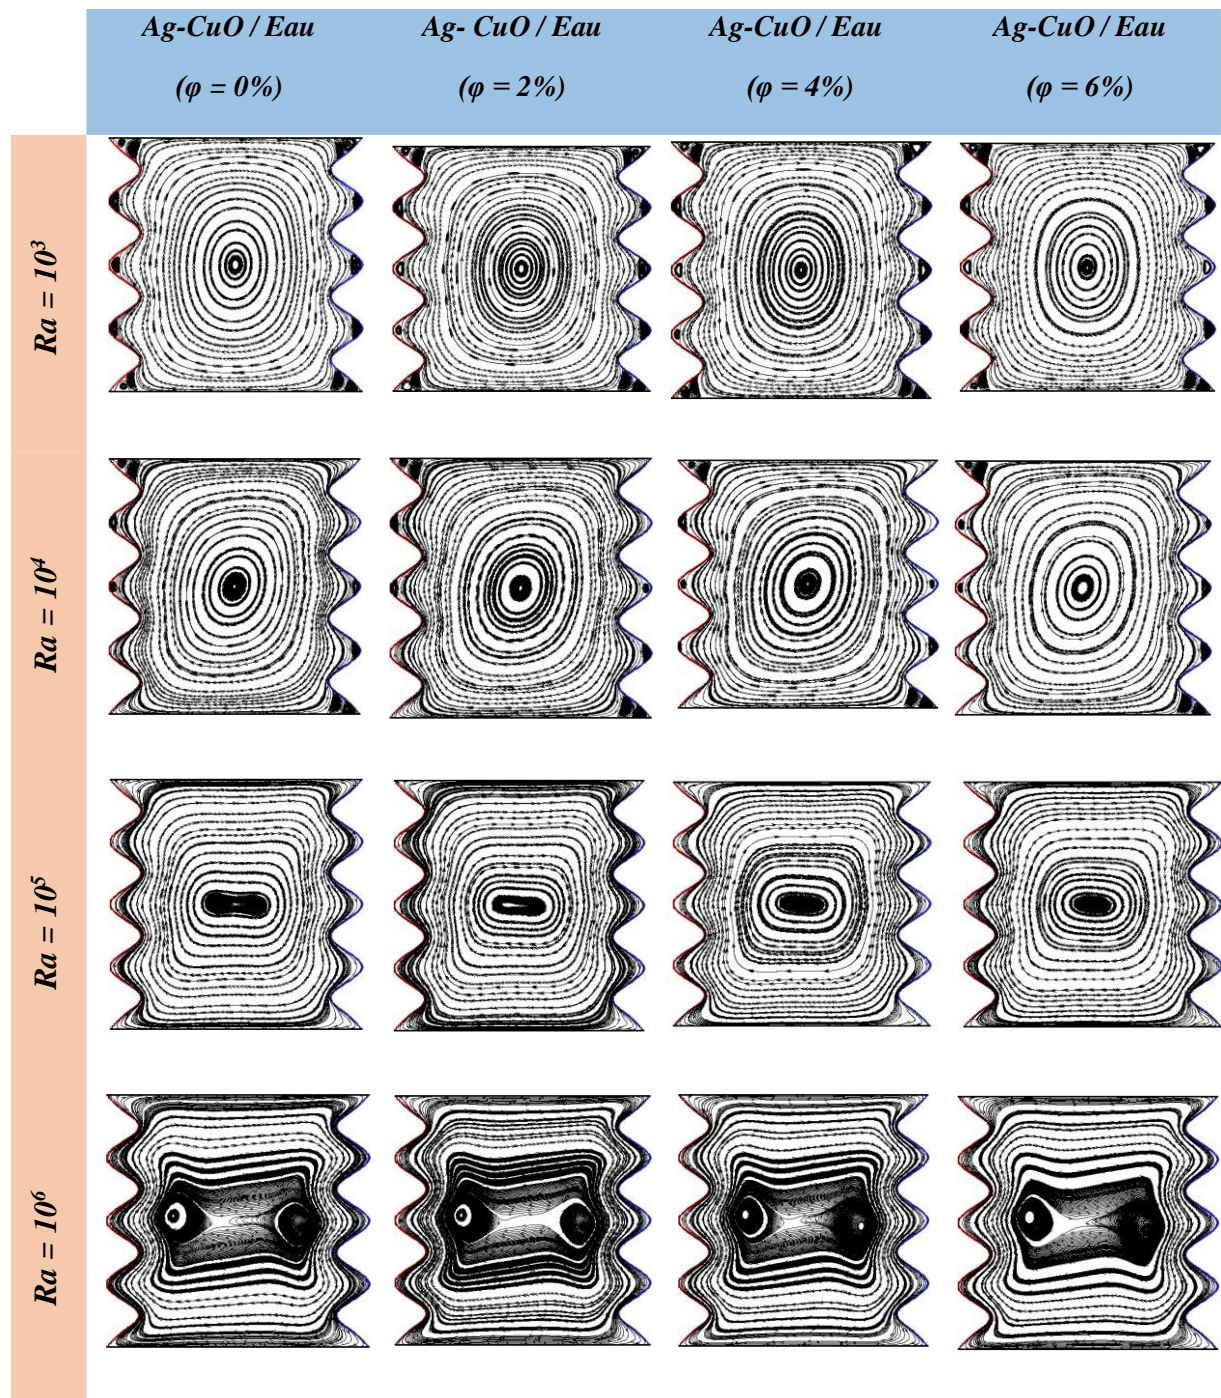 Ag-CuO / Eau
(φ = 0%)
Ag- CuO / Eau
(φ = 2%)
Ag-CuO / Eau
(φ = 4%)
Ag-CuO / Eau
(φ = 6%)
Ra = 10³
Ra = 10⁴
Ra = 10⁵
Ra = 10⁶